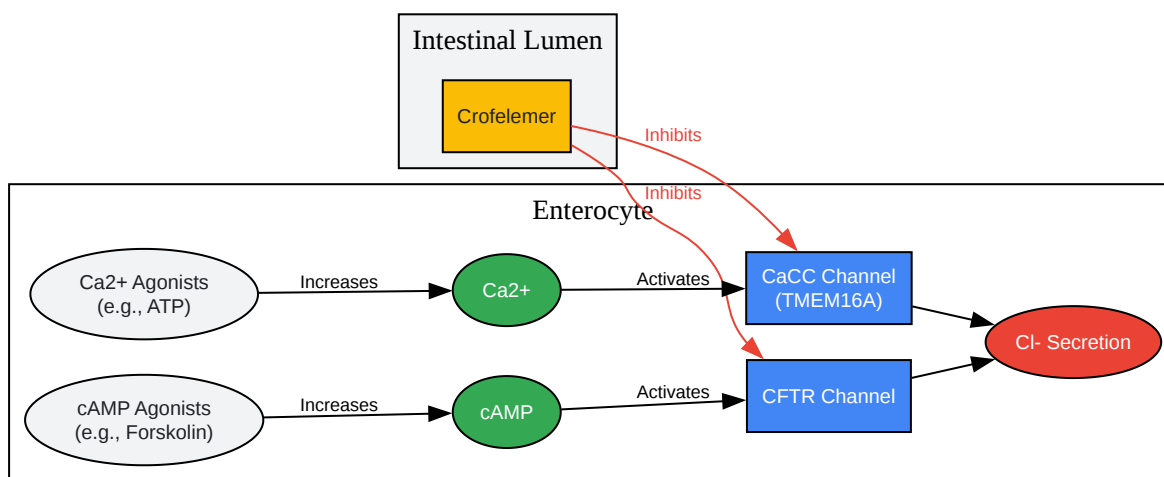 Intestinal Lumen
Crofelemer
Inhibits
Inhibits
Enterocyte
Ca2+ Agonists
(e.g., ATP)
Increases
Ca2+
Activates
CaCC Channel
(TMEM16A)
Cl- Secretion
cAMP Agonists
(e.g., Forskolin)
Increases
cAMP
Activates
CFTR Channel